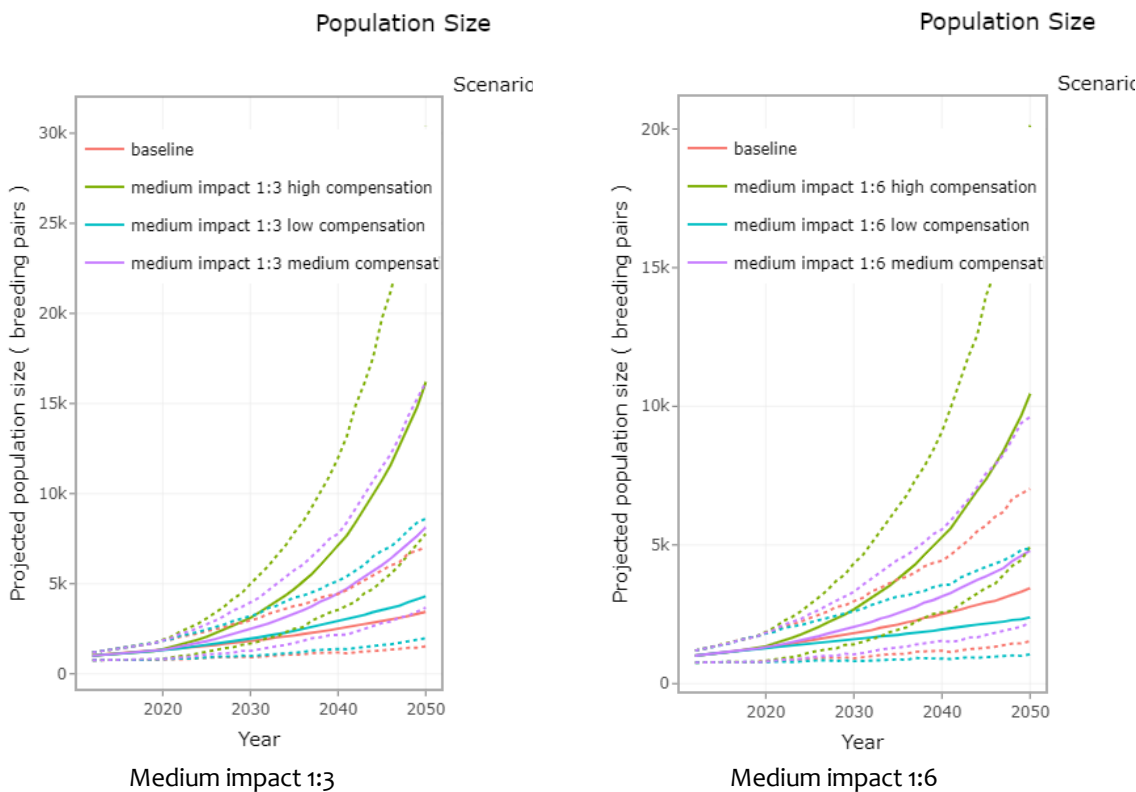 Population Size
Scenaric
30k
25k
20k
15k
10k
5k
0
baseline
medium impact 1:3 high compensation
medium impact 1:3 low compensation
medium impact 1:3 medium compensati
Projected population size ( breeding pairs )
2020 2030 2040 2050
Year
Medium impact 1:3
Population Size
Scenaric
20k
15k
10k
5k
0
baseline
medium impact 1:6 high compensation
medium impact 1:6 low compensation
medium impact 1:6 medium compensati
Projected population size ( breeding pairs )
2020 2030 2040 2050
Year
Medium impact 1:6